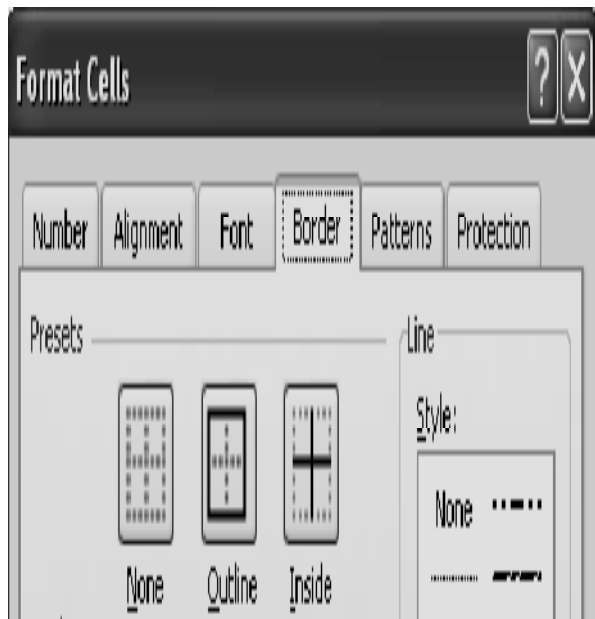 Format Cells ? X
Number Alignment Font Border Patterns Protection
Presets Line
Style:
None
None Outline Inside